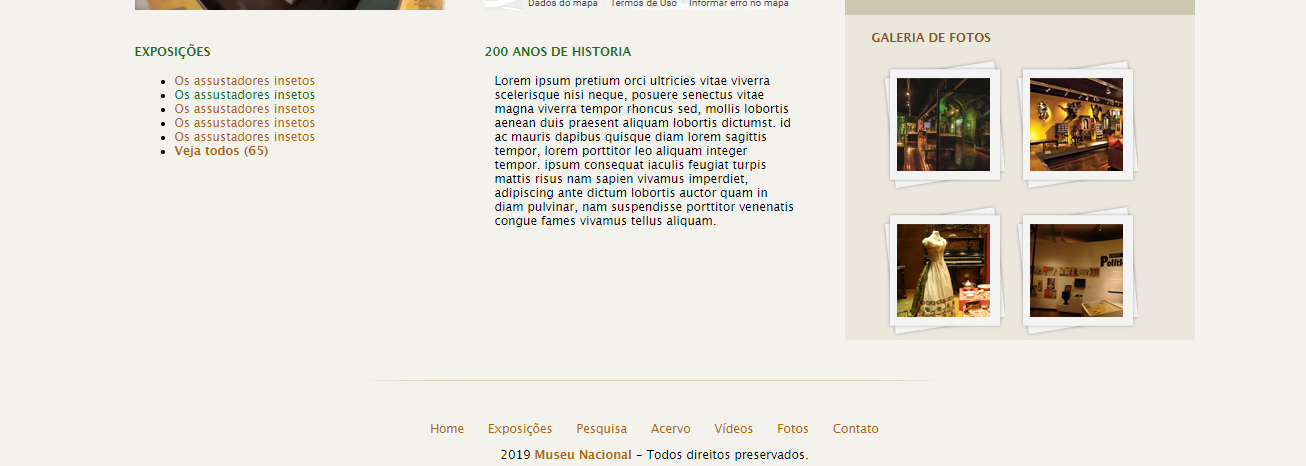 Dados do mapa Termos de Uso Informar erro no mapa
EXPOSIÇÕES
Os assustadores insetos
Os assustadores insetos
Os assustadores insetos
Os assustadores insetos
Os assustadores insetos
Veja todos (65)
200 ANOS DE HISTORIA
Lorem ipsum pretium orci ultricies vitae viverra
scelerisque nisi neque, posuere senectus vitae
magna viverra tempor rhoncus sed, mollis lobortis
aenean duis praesent aliquam lobortis dictumst. id
ac mauris dapibus quisque diam lorem sagittis
tempor, lorem porttitor leo aliquam integer
tempor. ipsum consequat iaculis feugiat turpis
mattis risus nam sapien vivamus imperdiet,
adipiscing ante dictum lobortis auctor quam in
diam pulvinar, nam suspendisse porttitor venenatis
congue fames vivamus tellus aliquam.
GALERIA DE FOTOS
Home Exposições Pesquisa Acervo Vídeos Fotos Contato
2019 Museu Nacional - Todos direitos preservados.